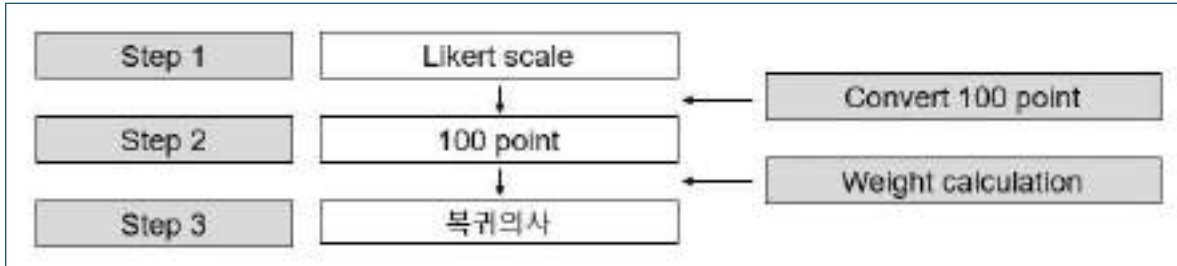 Step 1
Likert scale
Convert 100 point
Step 2
100 point
Weight calculation
Step 3
복귀의사